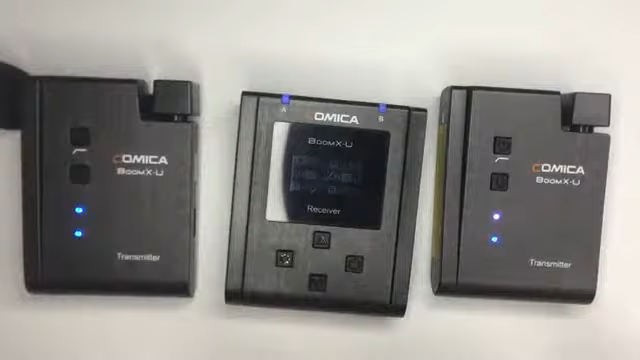 COMICA
BoomX-U
Transmitter
A
B
COMICA
BoomX-U
Receiver
COMICA
BoomX-U
Transmitter